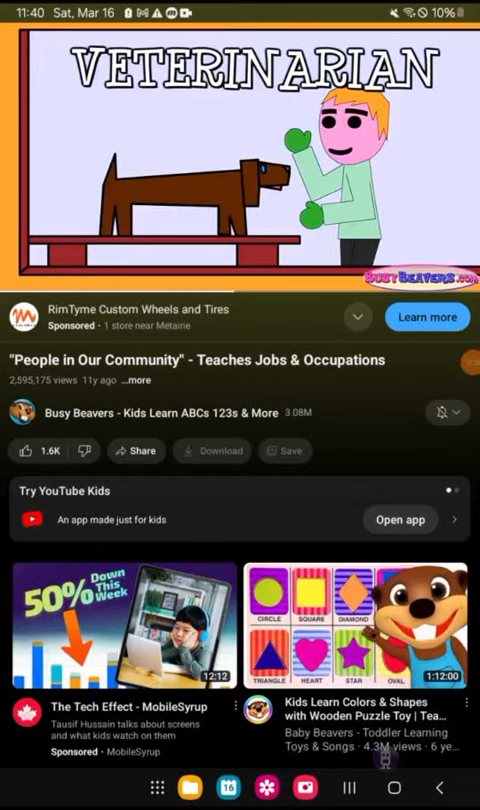 11:40 Sat, Mar 16
10%
VETERINARIAN
BUSYBEAVERS.COM
RimTyme Custom Wheels and Tires
Sponsored • 1 store near Metairie
Learn more
"People in Our Community" - Teaches Jobs & Occupations
2,595,175 views 11y ago ...more
Busy Beavers - Kids Learn ABCs 123s & More 3.08M
1.6K
Share
Download
Save
Try YouTube Kids
An app made just for kids
Open app
50% Down
This
Week
12:12
CIRCLE SQUARE DIAMOND
TRIANGLE HEART STAR OVAL
1:12:00
The Tech Effect - MobileSyrup
Tausif Hussain talks about screens
and what kids watch on them
Sponsored • MobileSyrup
Kids Learn Colors & Shapes
with Wooden Puzzle Toy | Tea...
Baby Beavers - Toddler Learning
Toys & Songs • 4.3M views • 6 ye...
16